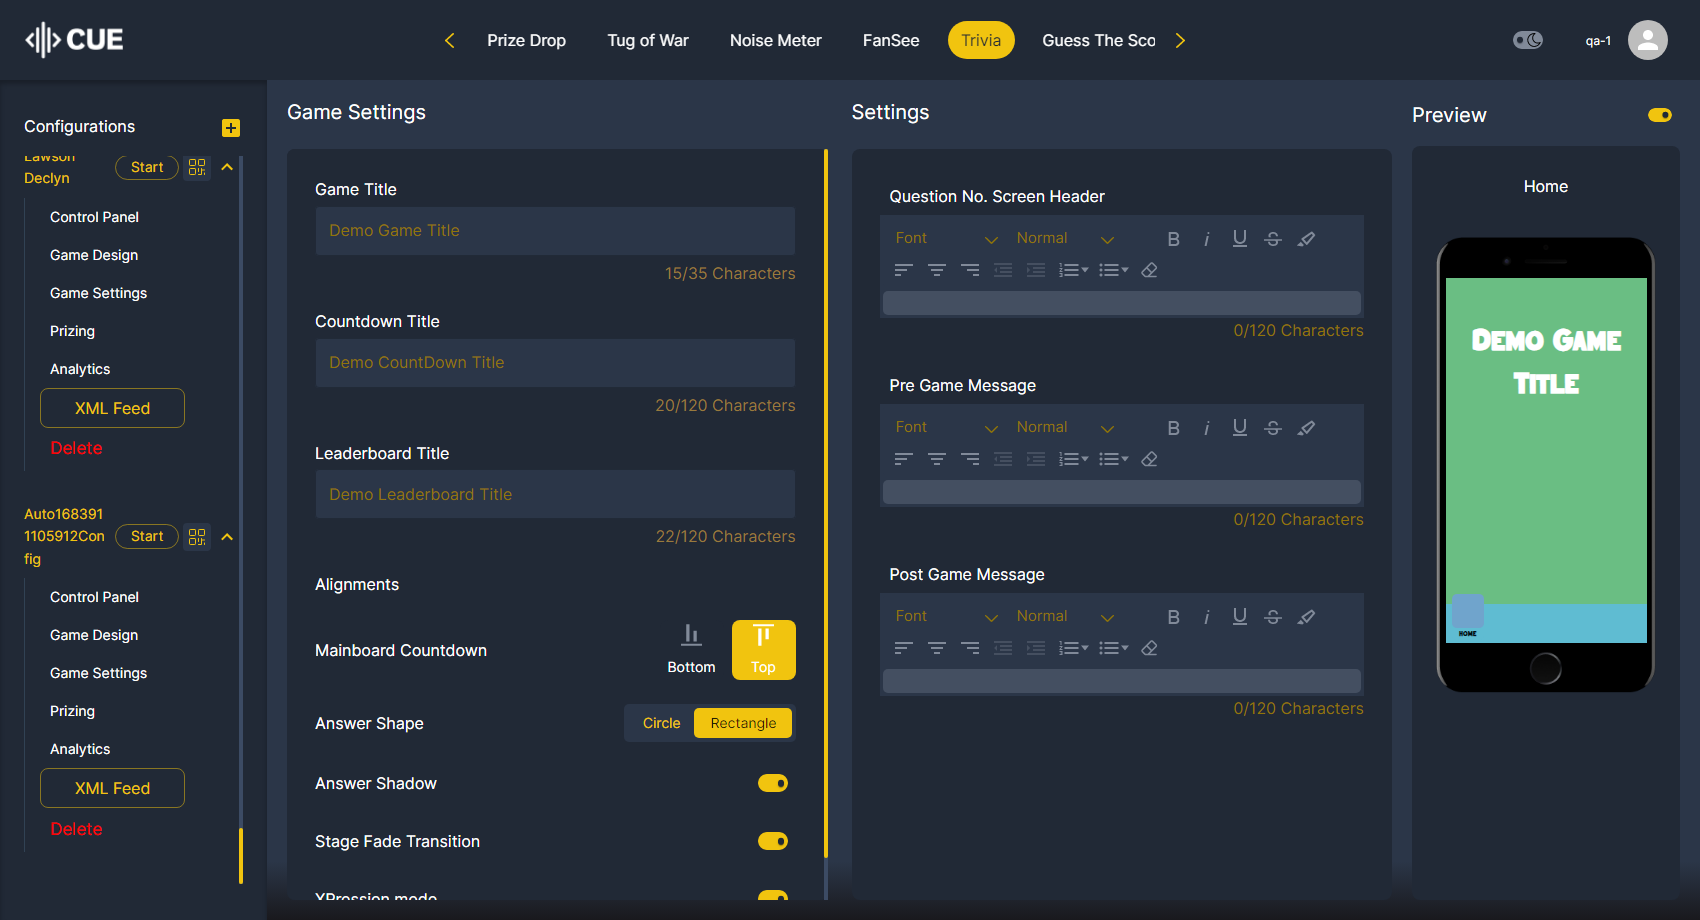 CUE
Prize Drop
Tug of War
Noise Meter
FanSee
Trivia
Guess The Sco
qa-1
Configurations
Lawson
Declyn
Start
Control Panel
Game Design
Game Settings
Prizing
Analytics
XML Feed
Delete
Auto168391
1105912Con
fig
Start
Control Panel
Game Design
Game Settings
Prizing
Analytics
XML Feed
Delete
Game Settings
Game Title
Demo Game Title
15/35 Characters
Countdown Title
Demo CountDown Title
20/120 Characters
Leaderboard Title
Demo Leaderboard Title
22/120 Characters
Alignments
Mainboard Countdown
Bottom
Top
Answer Shape
Circle
Rectangle
Answer Shadow
Stage Fade Transition
XPression mode
Settings
Question No. Screen Header
Font
Normal
0/120 Characters
Pre Game Message
Font
Normal
0/120 Characters
Post Game Message
Font
Normal
0/120 Characters
Preview
Home
Demo Game
Title
HOME